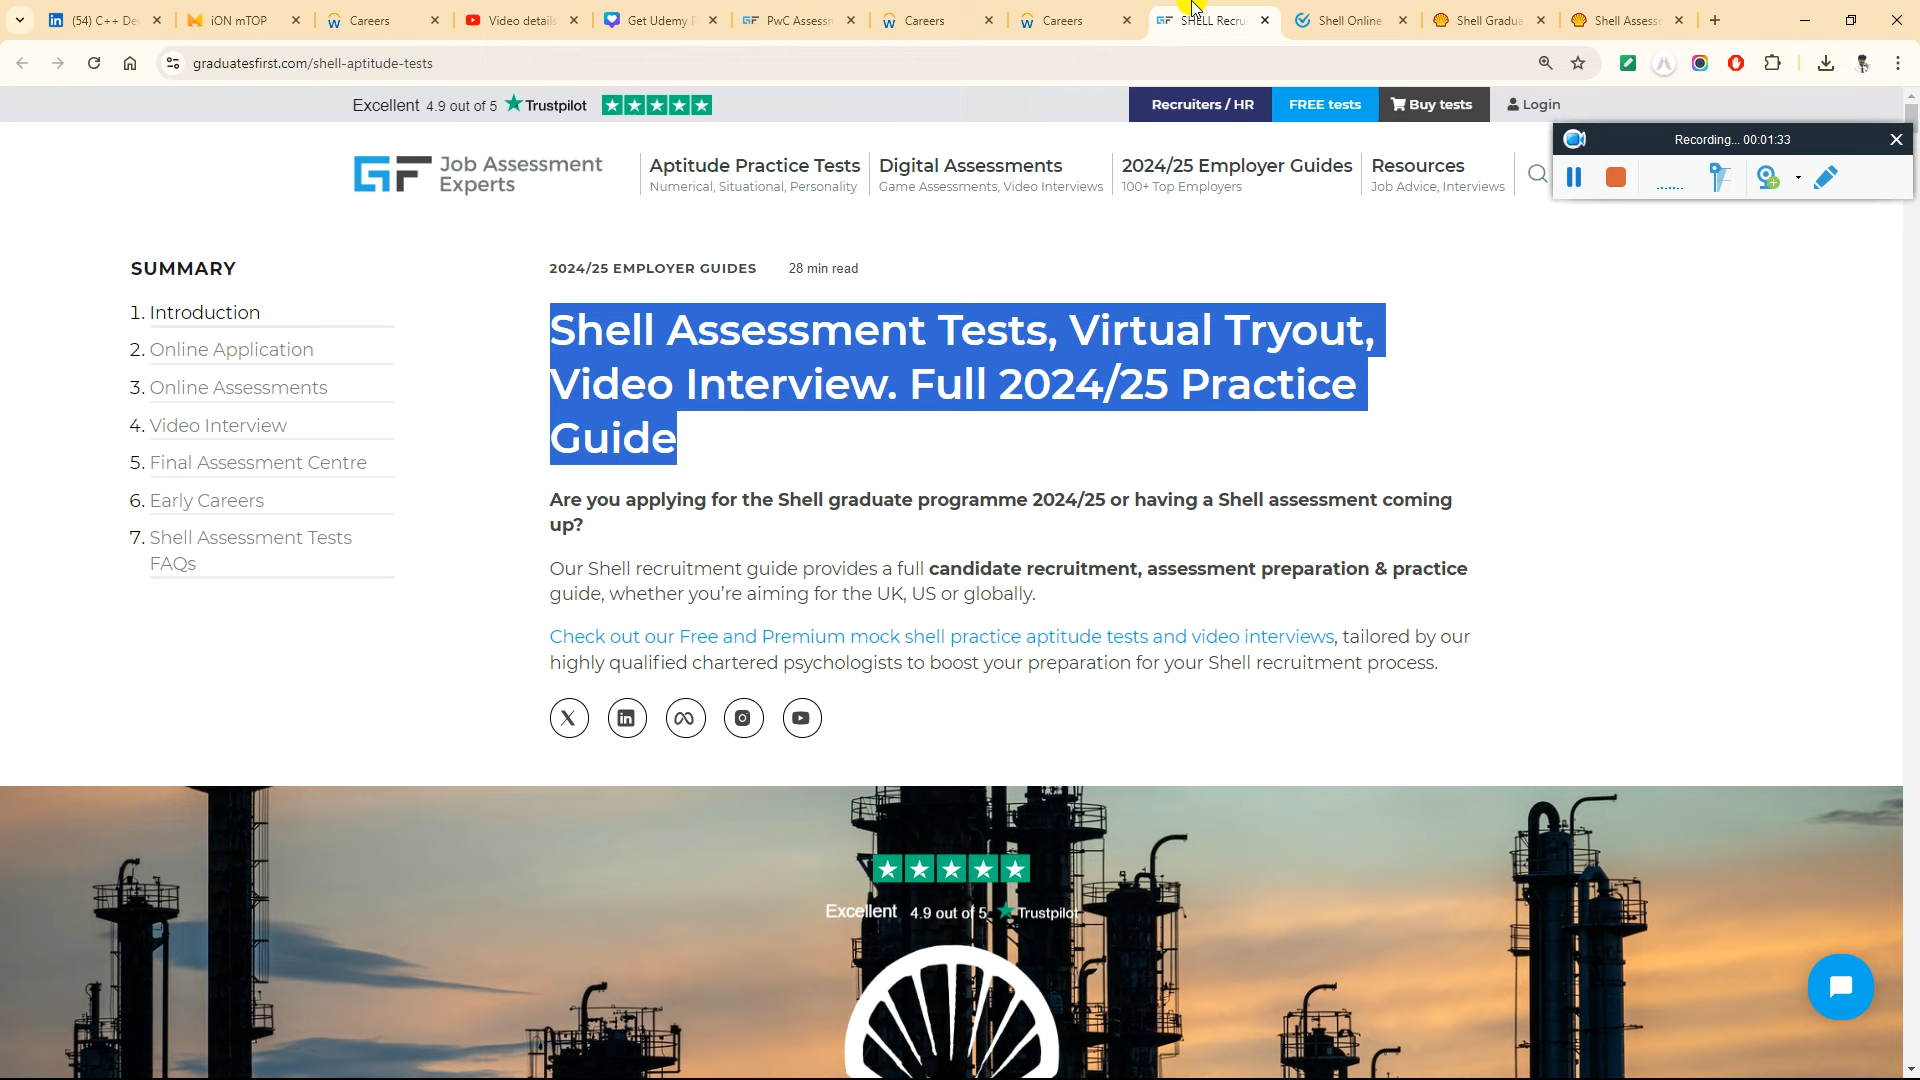 (54) C++ De
iON mTOP
Careers
Video details
Get Udemy
PwC Assess
Careers
Careers
SHELL Recru
Shell Online
Shell Gradua
Shell Assess
graduatesfirst.com/shell-aptitude-tests
Excellent 4.9 out of 5 Trustpilot
Recruiters / HR
FREE tests
Buy tests
Login
Recording... 00:01:33
GF Job Assessment
Experts
Aptitude Practice Tests
Numerical, Situational, Personality
Digital Assessments
Game Assessments, Video Interviews
2024/25 Employer Guides
100+ Top Employers
Resources
Job Advice, Interviews
SUMMARY
1. Introduction
2. Online Application
3. Online Assessments
4. Video Interview
5. Final Assessment Centre
6. Early Careers
7. Shell Assessment Tests
FAQs
2024/25 EMPLOYER GUIDES 28 min read
Shell Assessment Tests, Virtual Tryout,
Video Interview. Full 2024/25 Practice
Guide
Are you applying for the Shell graduate programme 2024/25 or having a Shell assessment coming
up?
Our Shell recruitment guide provides a full candidate recruitment, assessment preparation & practice
guide, whether you're aiming for the UK, US or globally.
Check out our Free and Premium mock shell practice aptitude tests and video interviews, tailored by our
highly qualified chartered psychologists to boost your preparation for your Shell recruitment process.
Excellent 4.9 out of 5 Trustpilot